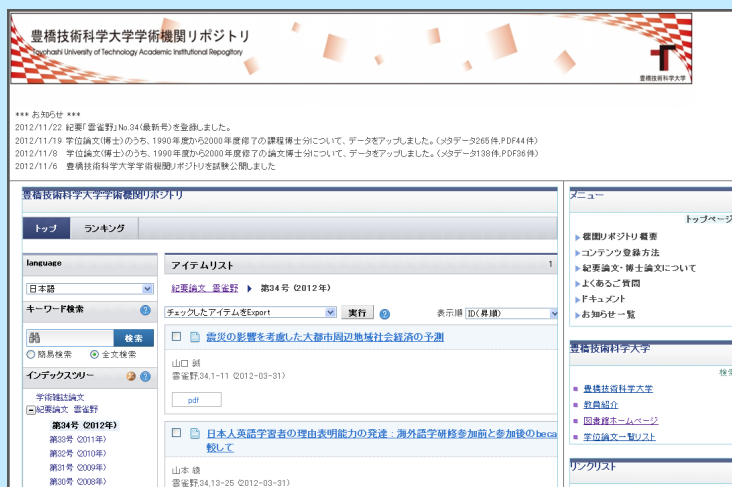 豊橋技術科学大学学術機関リポジトリ
Toyohashi University of Technology Academic Institutional Repogitory
豊橋技術科学大学
*** お知らせ ***
2012/11/22 紀要「雲雀野」No.34(最新号)を登録しました。
2012/11/19 学位論文(博士)のうち、1990年度から2000年度修了の課程博士分について、データをアップしました。(メタデータ265件,PDF44件)
2012/11/8 学位論文(博士)のうち、1990年度から2000年度修了の論文博士分について、データをアップしました。(メタデータ138件,PDF36件)
2012/11/6 豊橋技術科学大学学術機関リポジトリを試験公開しました
豊橋技術科学大学学術機関リポジトリ
トップ ランキング
language
日本語
キーワード検索
検索
簡易検索 全文検索
インデックスツリー
学術雑誌論文
紀要論文 雲雀野
第34号 (2012年)
第33号 (2011年)
第32号 (2010年)
第31号 (2009年)
第30号 (2008年)
アイテムリスト 1
紀要論文 雲雀野 第34号 (2012年)
チェックしたアイテムをExport 実行 表示順 ID(昇順)
震災の影響を考慮した大都市周辺地域社会経済の予測
山口 誠
雲雀野,34,1-11 (2012-03-31)
pdf
日本人英語学習者の理由表明能力の発達 : 海外語学研修参加前と参加後のbeca
較して
山本 綾
雲雀野,34,13-25 (2012-03-31)
メニュー
トップページ
機関リポジトリ概要
コンテンツ登録方法
紀要論文・博士論文について
よくあるご質問
ドキュメント
お知らせ一覧
豊橋技術科学大学
検索
豊橋技術科学大学
教員紹介
図書館ホームページ
学位論文一覧リスト
リンクリスト